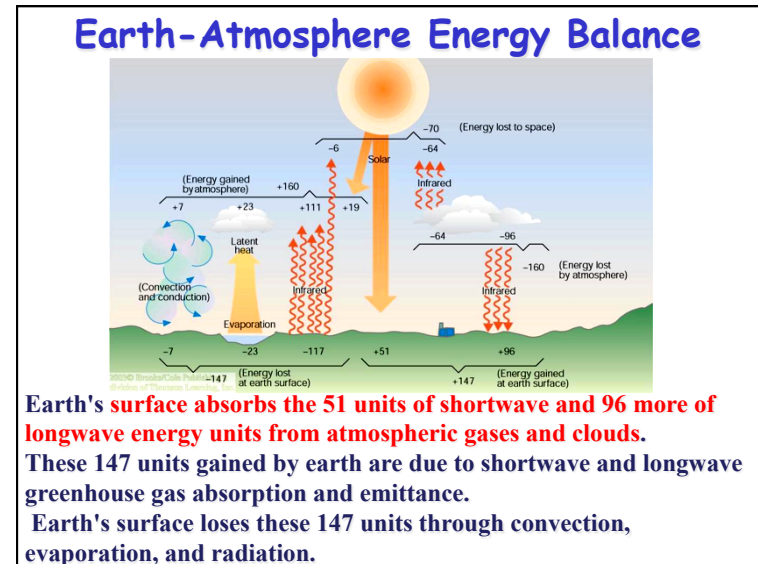 Earth-Atmosphere Energy Balance
−70 (Energy lost to space)
−6 −64
Solar
(Energy gained
by atmosphere) +160
Infrared
+7 +23 +111 +19
Latent
heat
−64 −96
−160 (Energy lost
by atmosphere)
(Convection
and conduction)
Infrared Infrared
Evaporation
−7 −23 −117 +51 +96
−147 (Energy lost
at earth surface)
+147 (Energy gained
at earth surface)
Earth's surface absorbs the 51 units of shortwave and 96 more of
longwave energy units from atmospheric gases and clouds.
These 147 units gained by earth are due to shortwave and longwave
greenhouse gas absorption and emittance.
Earth's surface loses these 147 units through convection,
evaporation, and radiation.